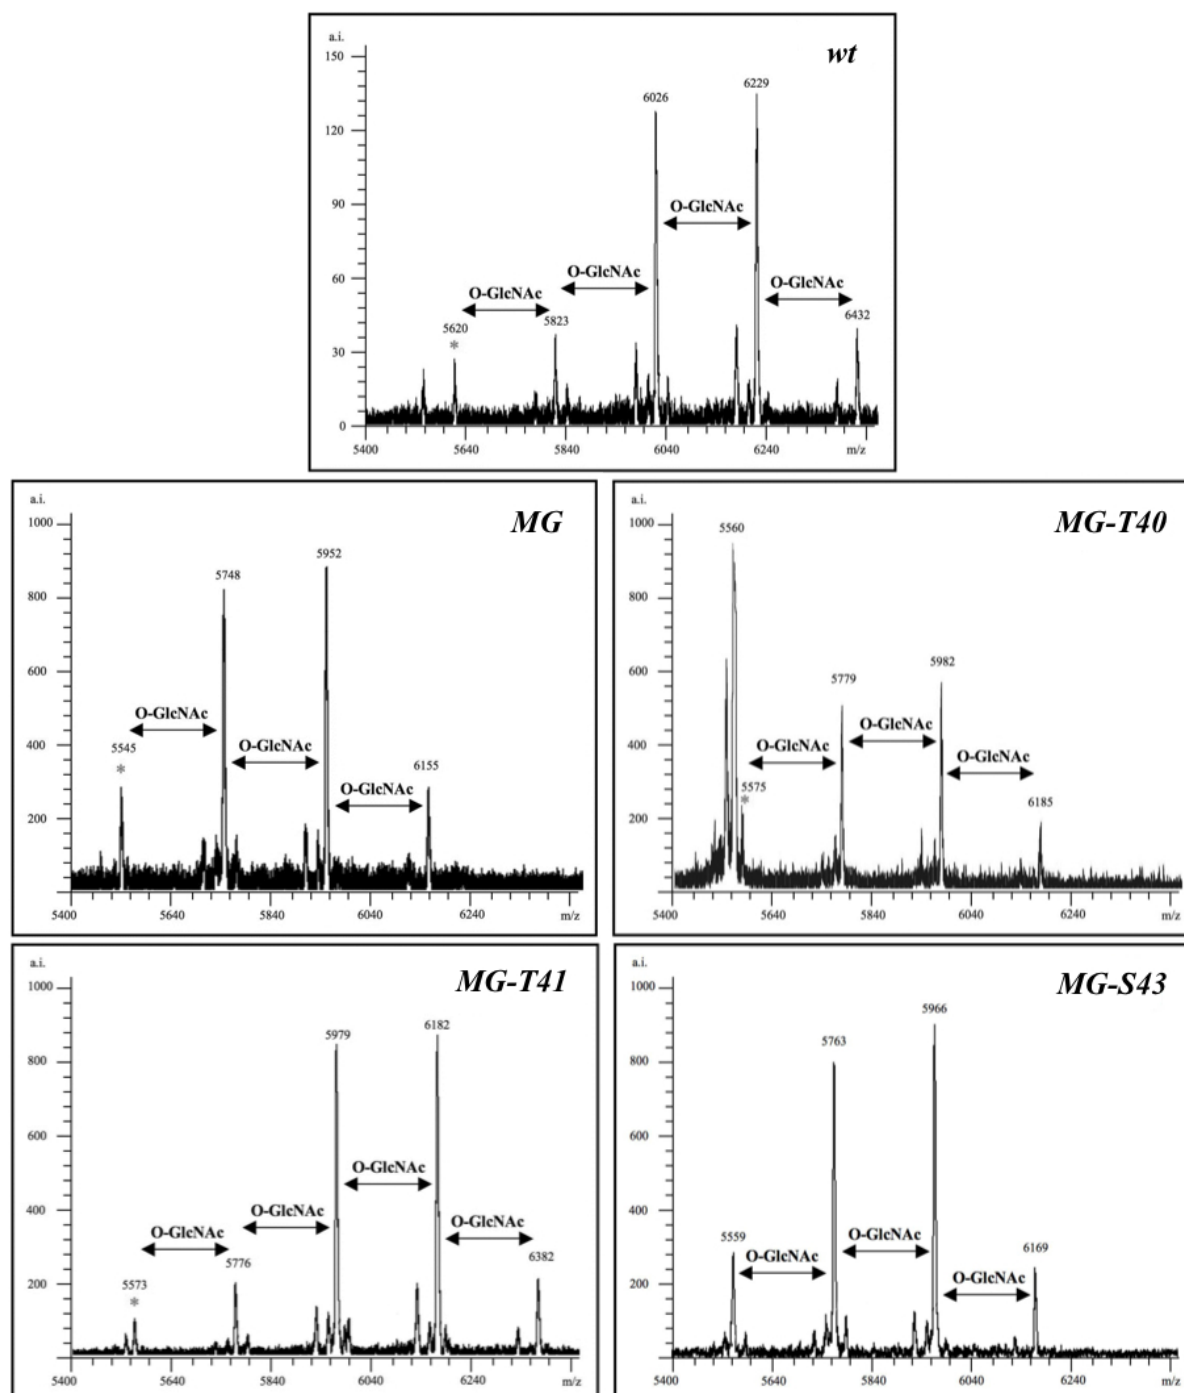 a.i.
wt
150
6229
6026
120
O-GlcNAc
90
O-GlcNAc
60
O-GlcNAc
O-GlcNAc
5823
6432
5620
*
30
0
5400
5640
5840
6040
6240
m/z
a.i.
MG
1000
5952
5748
800
600
O-GlcNAc
O-GlcNAc
400
5545
*
6155
O-GlcNAc
200
5400
5640
5840
6040
6240
m/z
a.i.
MG-T40
1000
5560
800
600
5982
5779
O-GlcNAc
400
O-GlcNAc
O-GlcNAc
5575
*
6185
200
5400
5640
5840
6040
6240
m/z
a.i.
MG-T41
1000
6182
5979
800
600
O-GlcNAc
O-GlcNAc
400
O-GlcNAc
O-GlcNAc
5776
6382
5573
*
200
5400
5640
5840
6040
6240
m/z
a.i.
MG-S43
1000
5966
5763
800
600
400
O-GlcNAc
5559
O-GlcNAc
O-GlcNAc
6169
200
5400
5640
5840
6040
6240
m/z